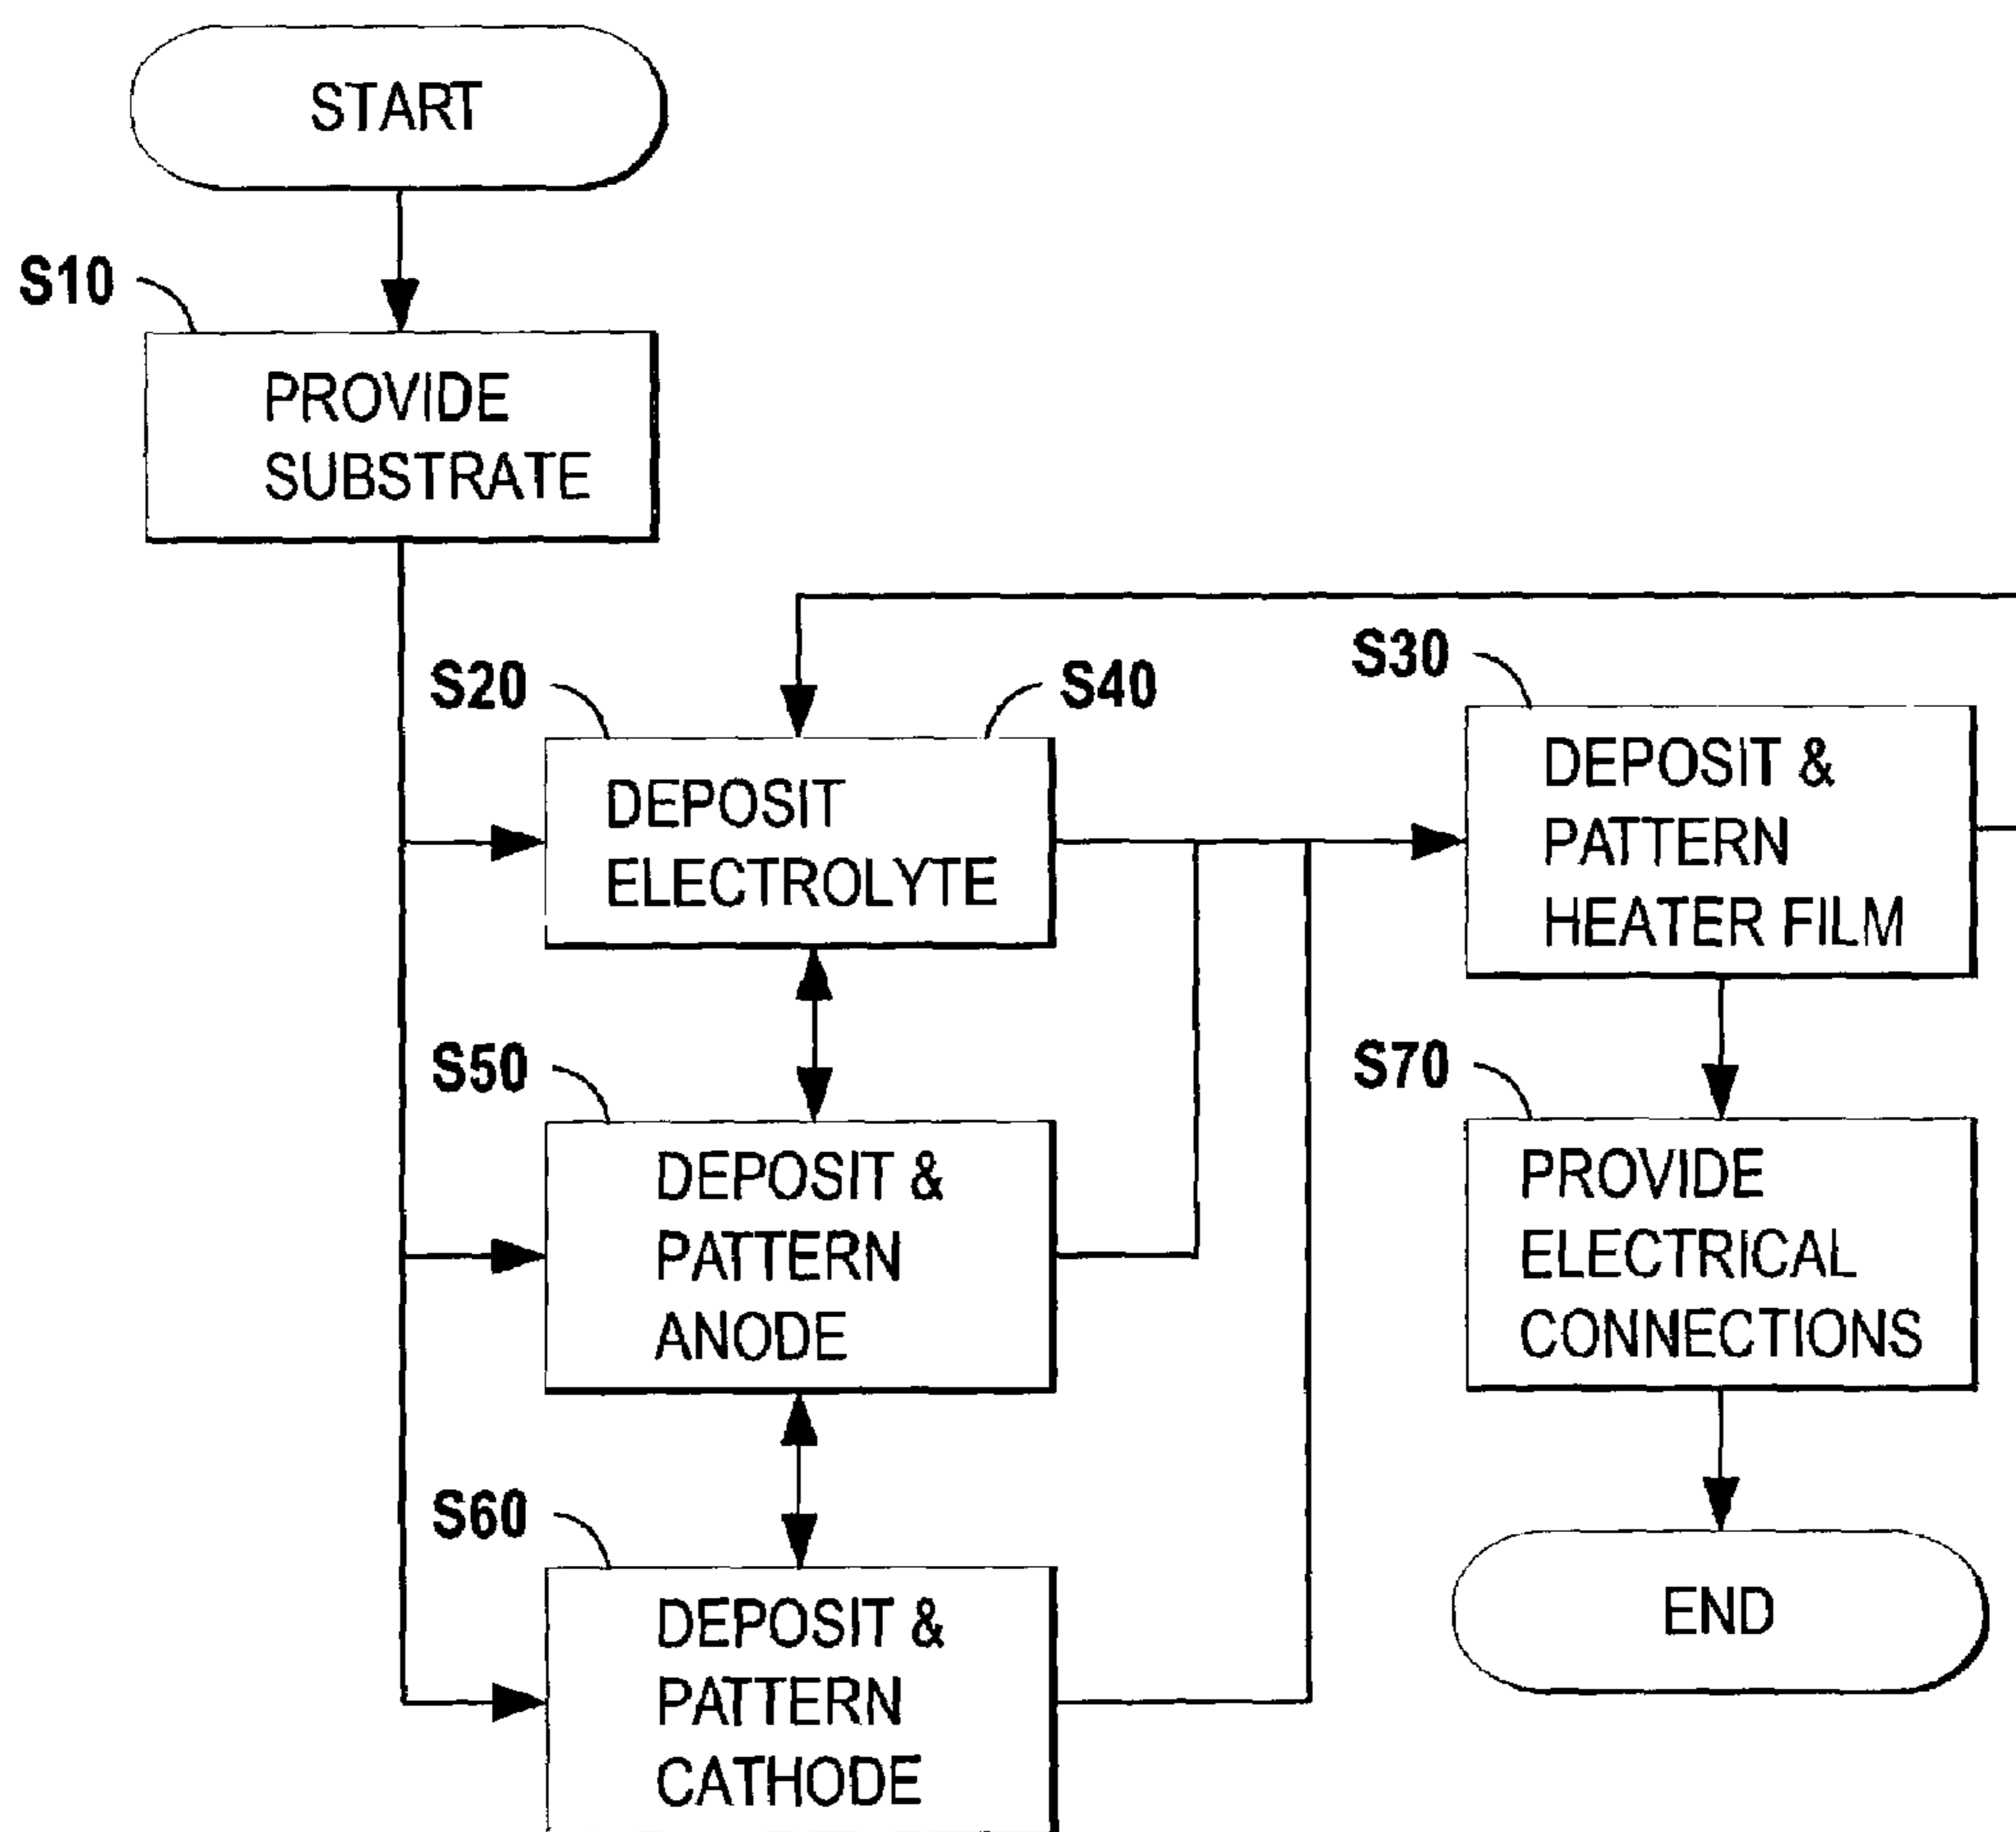 START
S10
PROVIDE
SUBSTRATE
S20
S40
DEPOSIT
ELECTROLYTE
S30
DEPOSIT &
PATTERN
HEATER FILM
S50
DEPOSIT &
PATTERN
ANODE
S70
PROVIDE
ELECTRICAL
CONNECTIONS
S60
DEPOSIT &
PATTERN
CATHODE
END